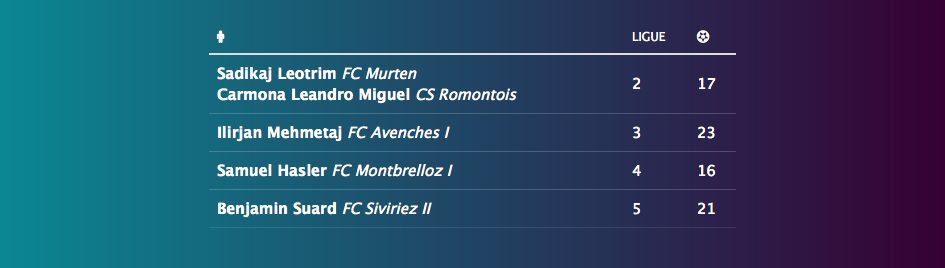 LIGUE
Sadikaj Leotrim FC Murten
Carmona Leandro Miguel CS Romontois
2 17
Ilirjan Mehmetaj FC Avenches I 3 23
Samuel Hasler FC Montbrelloz I 4 16
Benjamin Suard FC Siviriez II 5 21